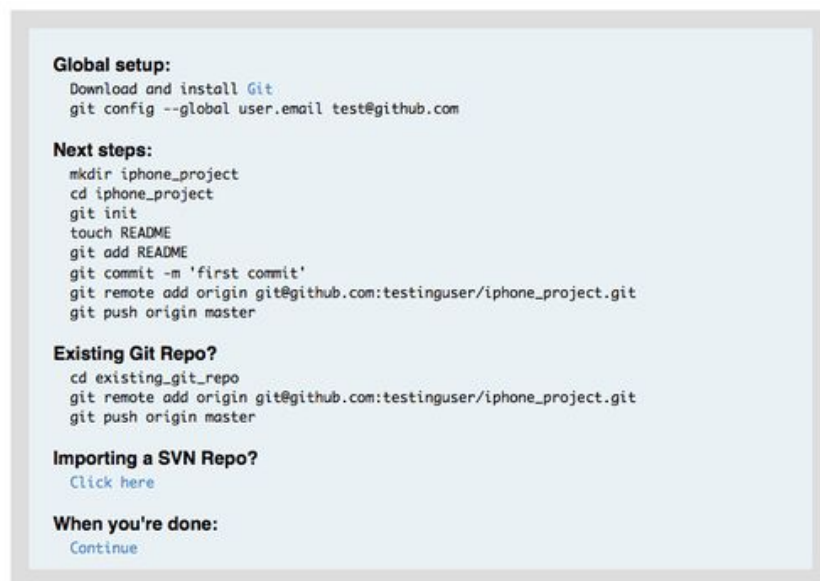 Global setup:
Download and install Git
git config --global user.email test@github.com
Next steps:
mkdir iphone_project
cd iphone_project
git init
touch README
git add README
git commit -m 'first commit'
git remote add origin git@github.com:testinguser/iphone_project.git
git push origin master
Existing Git Repo?
cd existing_git_repo
git remote add origin git@github.com:testinguser/iphone_project.git
git push origin master
Importing a SVN Repo?
Click here
When you're done:
Continue